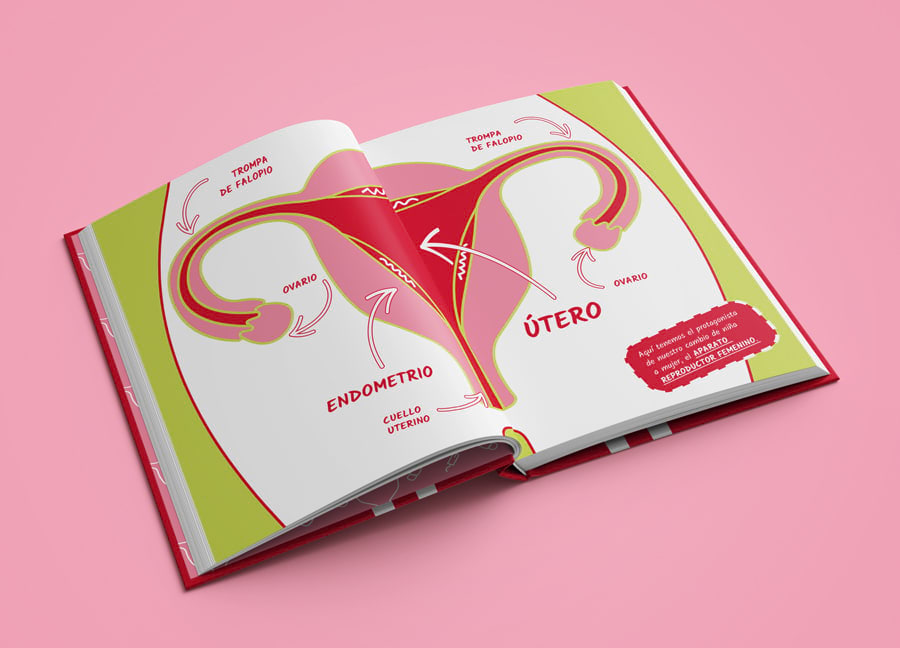 TROMPA
DE FALOPIO
OVARIO
ENDOMETRIO
CUELLO
UTERINO
TROMPA
DE FALOPIO
OVARIO
ÚTERO
Aquí tenemos el protagonista
de nuestro cambio de niña
a mujer, el APARATO
REPRODUCTOR FEMENINO.